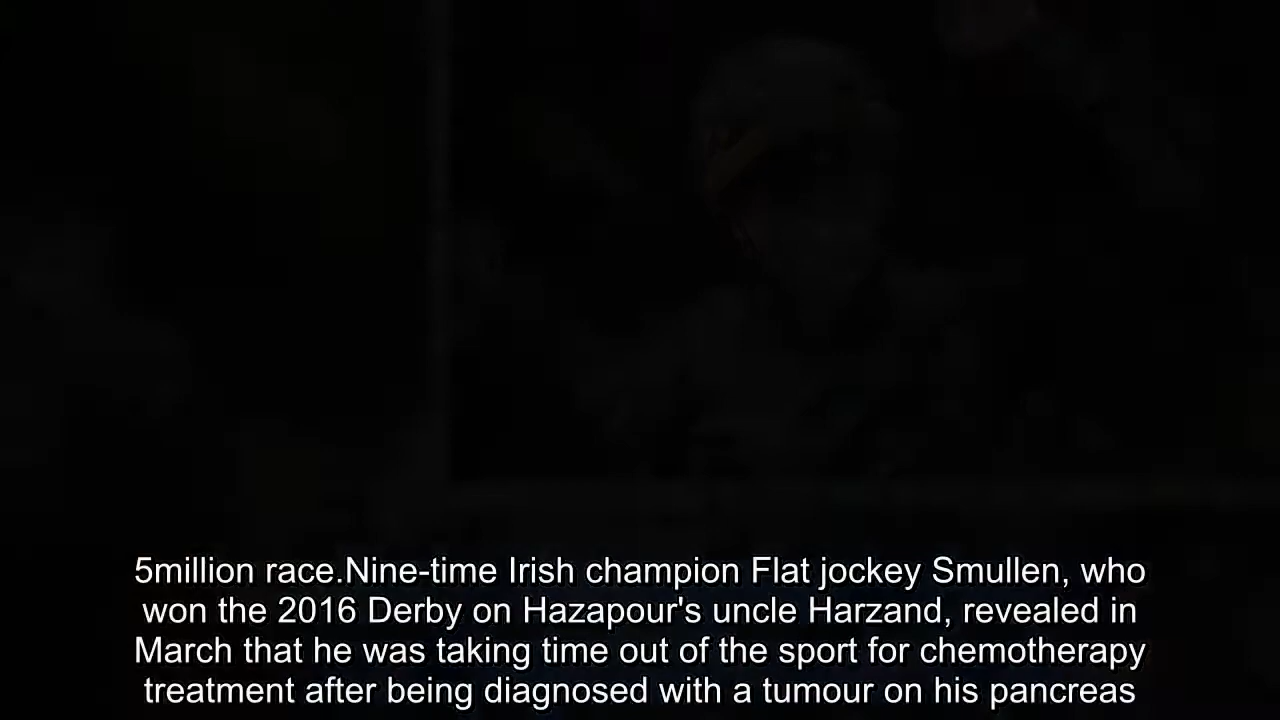 5million race.Nine-time Irish champion Flat jockey Smullen, who
won the 2016 Derby on Hazapour's uncle Harzand, revealed in
March that he was taking time out of the sport for chemotherapy
treatment after being diagnosed with a tumour on his pancreas